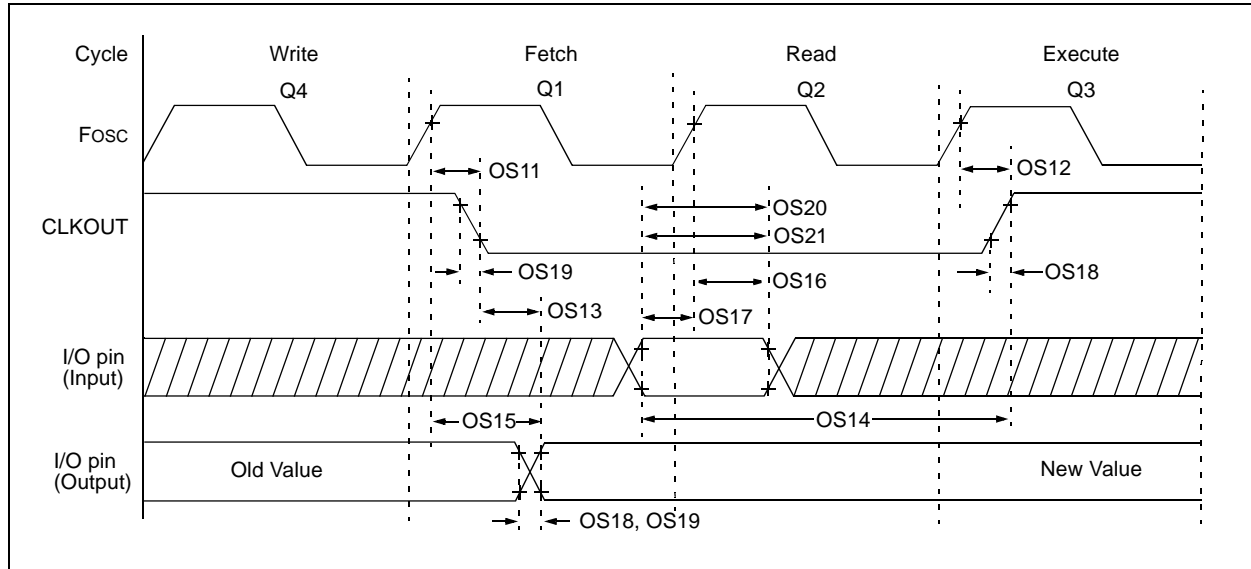 Cycle Write Fetch Read Execute
Q4 Q1 Q2 Q3
FOSC
OS11 OS12
OS20
CLKOUT
OS21
OS19 OS18
OS16
OS13 OS17
I/O pin
(Input)
OS15 OS14
I/O pin
(Output)
Old Value New Value
OS18, OS19